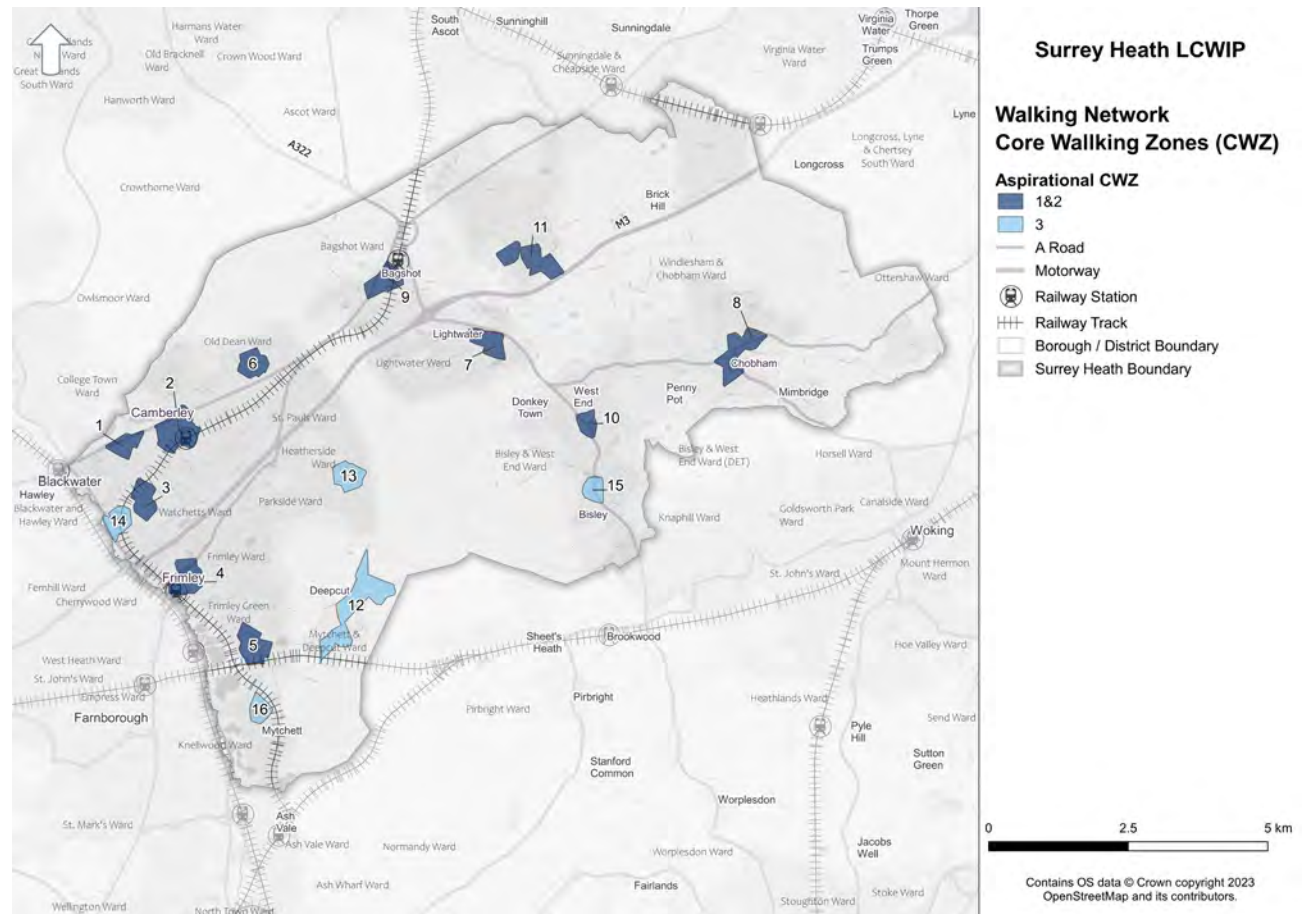 Surrey Heath LCWIP
Walking Network
Core Wallking Zones (CWZ)
Aspirational CWZ
1&2
3
A Road
Motorway
Railway Station
Railway Track
Borough / District Boundary
Surrey Heath Boundary
0
2.5
5 km
Contains OS data © Crown copyright 2023
OpenStreetMap and its contributors.
Harmans Water
Ward
Old Bracknell
Ward
Crown Wood Ward
South
Ascot
Sunninghill
Sunningdale
Virginia
Water
Thorpe
Green
Trumps
Green
Virginia Water
Ward
Sunningdale &
Cheapside Ward
South Ward
Hanworth Ward
Ascot Ward
Lyne
Longcross, Lyne
& Chertsey
South Ward
Longcross
A322
Crowthorne Ward
Brick
Hill
M3
Bagshot Ward
11
Bagshot
9
Windlesham &
Chobham Ward
Ottershaw Ward
Owlsmoor Ward
8
Lightwater
7
Lightwater Ward
Chobham
Old Dean Ward
6
College Town
Ward
2
Camberley
1
St. Pauls Ward
Donkey
Town
West
End
10
Penny
Pot
Mimbridge
Heatherside
Ward
13
Bisley & West
End Ward
Bisley & West
End Ward (DET)
Horsell Ward
Blackwater
Hawley
Blackwater and
Hawley Ward
3
Watchetts Ward
14
Parkside Ward
15
Bisley
Knaphill Ward
Goldsworth Park
Ward
Canalside Ward
Woking
Mount Hermon
Ward
St. John's Ward
Frimley Ward
Frimley
4
Fernhill Ward
Cherrywood Ward
Deepcut
12
Frimley Green
Ward
5
Mytchett &
Deepcut Ward
Sheet's
Heath
Brookwood
Hoe Valley Ward
West Heath Ward
St. John's Ward
Empress Ward
Farnborough
16
Mytchett
Knellwood Ward
Pirbright
Pirbright Ward
Heathlands Ward
Pyle
Hill
Send Ward
Sutton
Green
Stanford
Common
Worplesdon
St. Mark's Ward
Ash
Vale
Ash Vale Ward
Normandy Ward
Worplesdon Ward
Jacobs
Well
Ash Wharf Ward
Fairlands
Stoke Ward
Stoughton Ward
Wellington Ward
North Town Ward